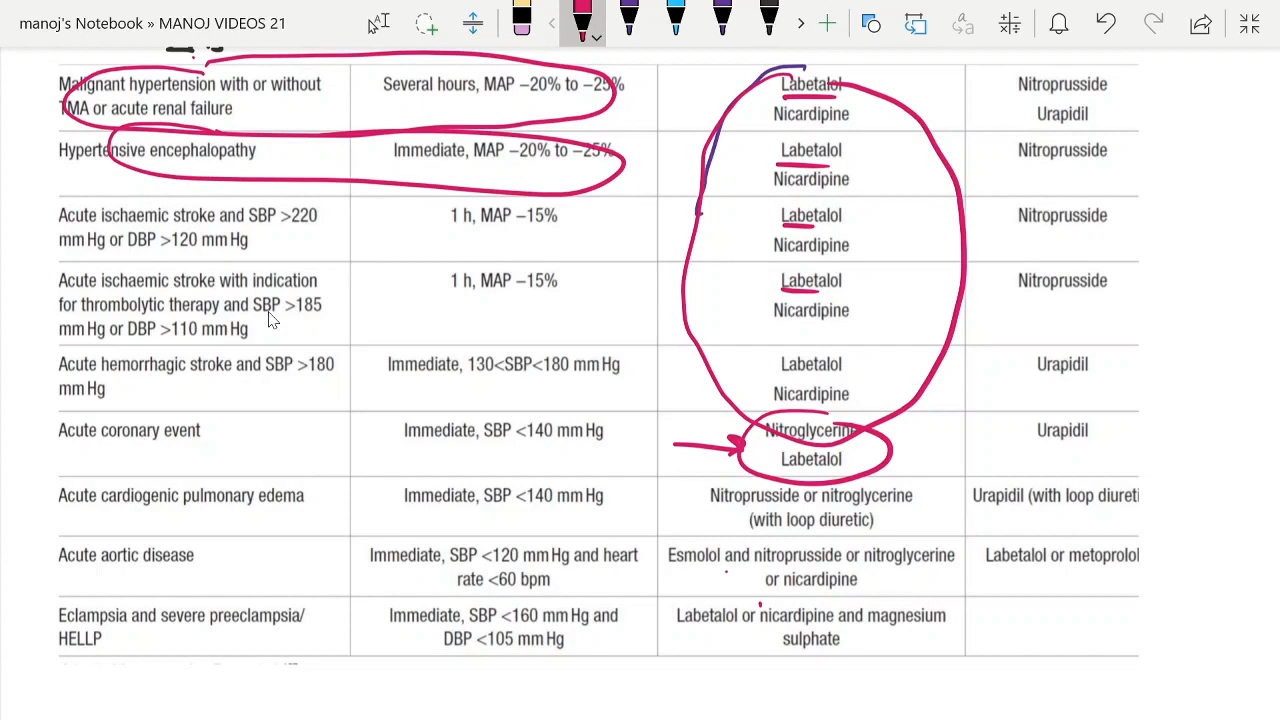 manoj's Notebook » MANOJ VIDEOS 21
Malignant hypertension with or without
TMA or acute renal failure
Several hours, MAP −20% to −25%
Labetalol
Nicardipine
Nitroprusside
Urapidil
Hypertensive encephalopathy
Immediate, MAP −20% to −25%
Labetalol
Nicardipine
Nitroprusside
Acute ischaemic stroke and SBP >220
mm Hg or DBP >120 mm Hg
1 h, MAP −15%
Labetalol
Nicardipine
Nitroprusside
Acute ischaemic stroke with indication
for thrombolytic therapy and SBP >185
mm Hg or DBP >110 mm Hg
1 h, MAP −15%
Labetalol
Nicardipine
Nitroprusside
Acute hemorrhagic stroke and SBP >180
mm Hg
Immediate, 130<SBP<180 mm Hg
Labetalol
Nicardipine
Urapidil
Acute coronary event
Immediate, SBP <140 mm Hg
Nitroglycerine
Labetalol
Urapidil
Acute cardiogenic pulmonary edema
Immediate, SBP <140 mm Hg
Nitroprusside or nitroglycerine
(with loop diuretic)
Urapidil (with loop diureti
Acute aortic disease
Immediate, SBP <120 mm Hg and heart
rate <60 bpm
Esmolol and nitroprusside or nitroglycerine
or nicardipine
Labetalol or metoprolol
Eclampsia and severe preeclampsia/
HELLP
Immediate, SBP <160 mm Hg and
DBP <105 mm Hg
Labetalol or nicardipine and magnesium
sulphate